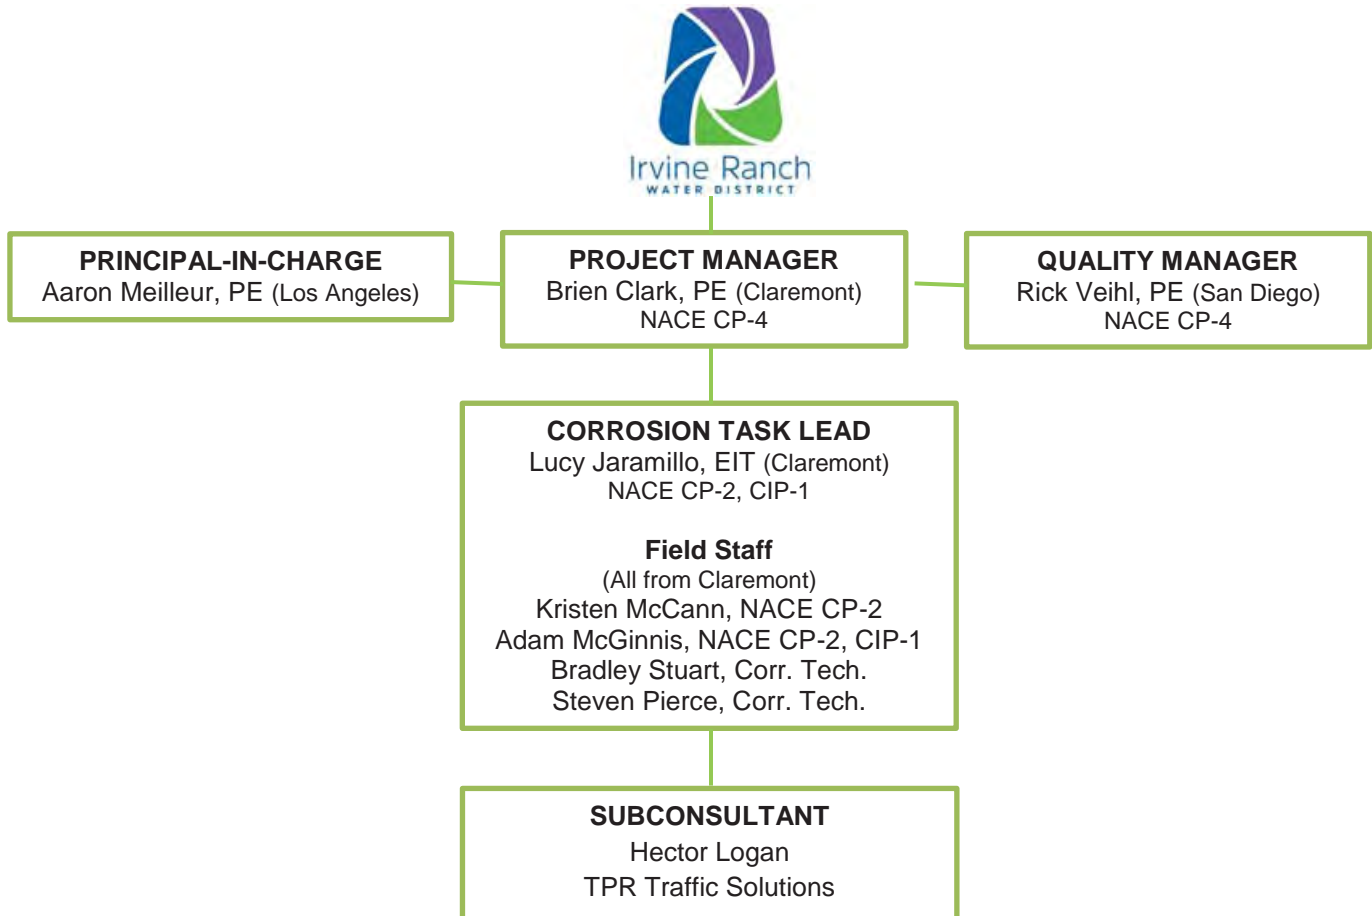 Irvine Ranch
WATER DISTRICT
PRINCIPAL-IN-CHARGE
Aaron Meilleur, PE (Los Angeles)
PROJECT MANAGER
Brien Clark, PE (Claremont)
NACE CP-4
QUALITY MANAGER
Rick Veihl, PE (San Diego)
NACE CP-4
CORROSION TASK LEAD
Lucy Jaramillo, EIT (Claremont)
NACE CP-2, CIP-1
Field Staff
(All from Claremont)
Kristen McCann, NACE CP-2
Adam McGinnis, NACE CP-2, CIP-1
Bradley Stuart, Corr. Tech.
Steven Pierce, Corr. Tech.
SUBCONSULTANT
Hector Logan
TPR Traffic Solutions